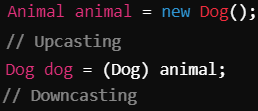 Animal animal = new Dog();
// Upcasting
Dog dog = (Dog) animal;
// Downcasting